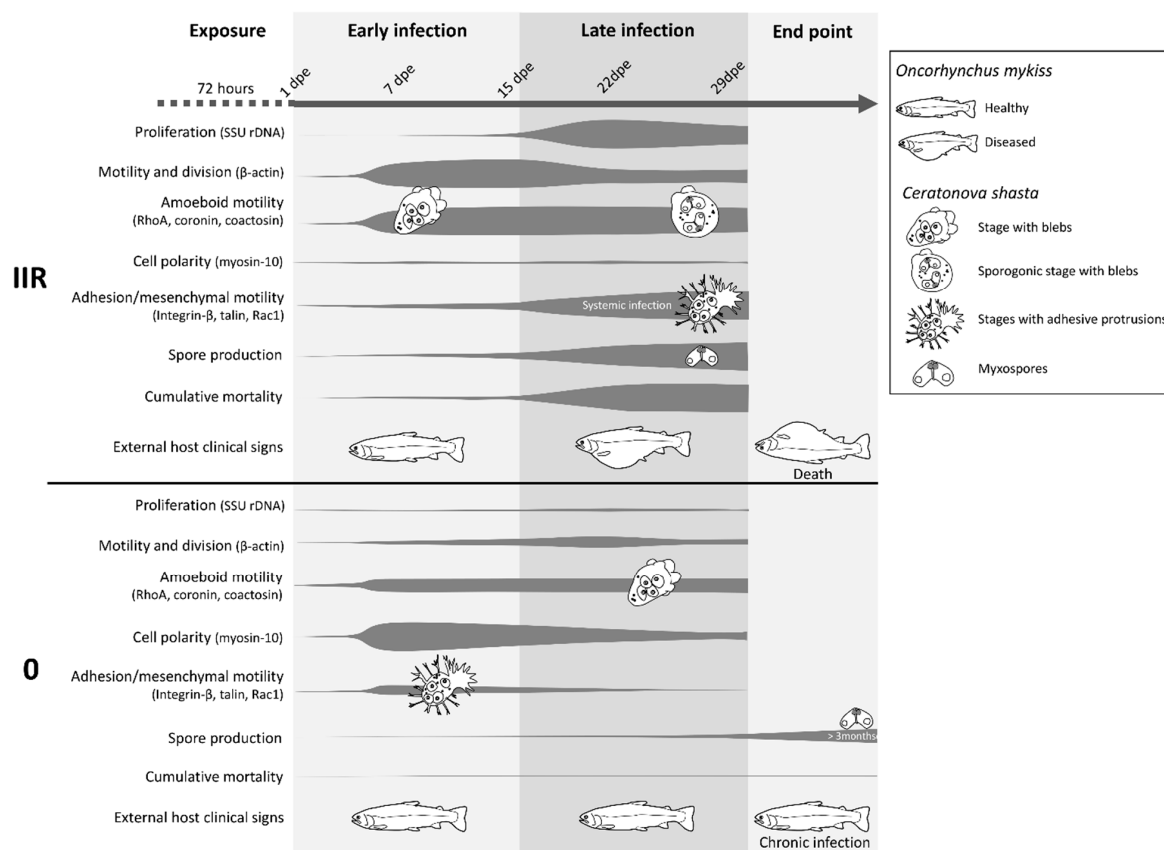 Exposure
Early infection
Late infection
End point
72 hours
1 dpe
7 dpe
15 dpe
22dpe
29dpe
IIR
Proliferation (SSU rDNA)
Motility and division (β-actin)
Amoeboid motility
(RhoA, coronin, coactosin)
Cell polarity (myosin-10)
Adhesion/mesenchymal motility
(Integrin-β, talin, Rac1)
Systemic infection
Spore production
Cumulative mortality
External host clinical signs
Death
0
Proliferation (SSU rDNA)
Motility and division (β-actin)
Amoeboid motility
(RhoA, coronin, coactosin)
Cell polarity (myosin-10)
Adhesion/mesenchymal motility
(Integrin-β, talin, Rac1)
Spore production
> 3months
Cumulative mortality
External host clinical signs
Chronic infection
Oncorhynchus mykiss
Healthy
Diseased
Ceratonova shasta
Stage with blebs
Sporogonic stage with blebs
Stages with adhesive protrusions
Myxospores